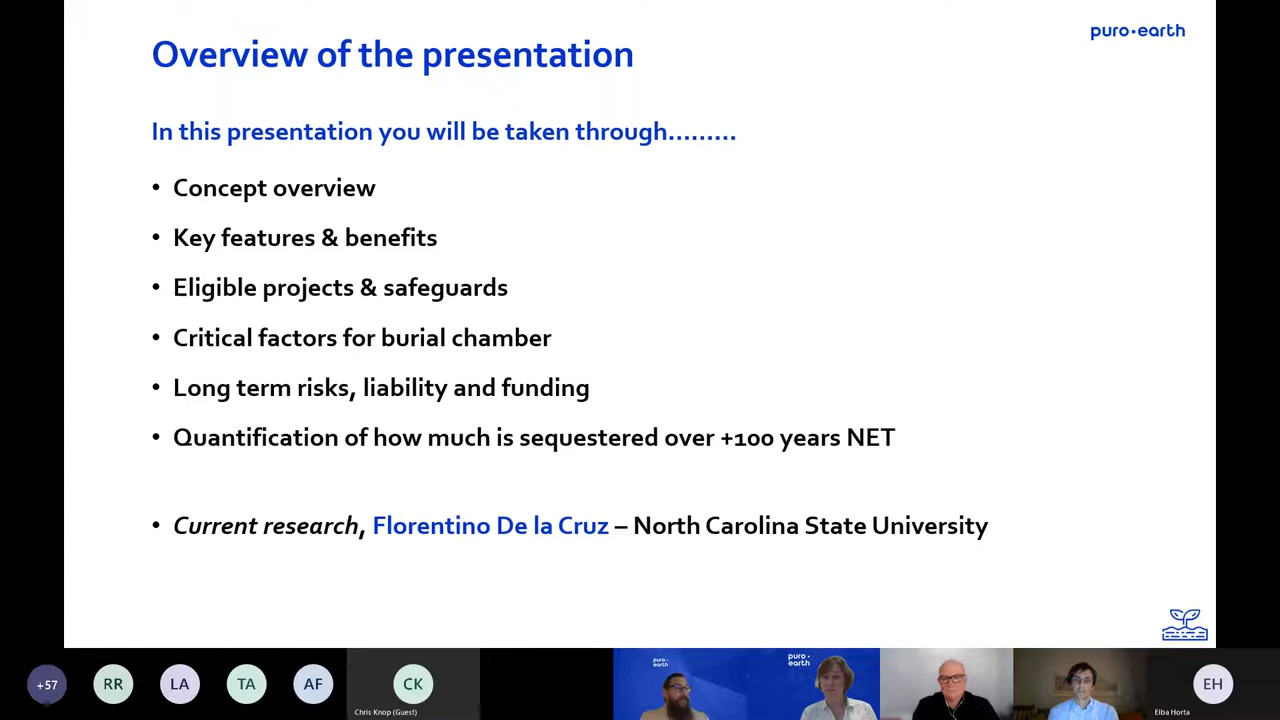 puro·earth
Overview of the presentation
In this presentation you will be taken through.........
• Concept overview
• Key features & benefits
• Eligible projects & safeguards
• Critical factors for burial chamber
• Long term risks, liability and funding
• Quantification of how much is sequestered over +100 years NET
• Current research, Florentino De la Cruz – North Carolina State University
+57
RR
LA
TA
AF
CK
Chris Knop (Guest)
puro·
earth
puro·
earth
EH
Elba Horta